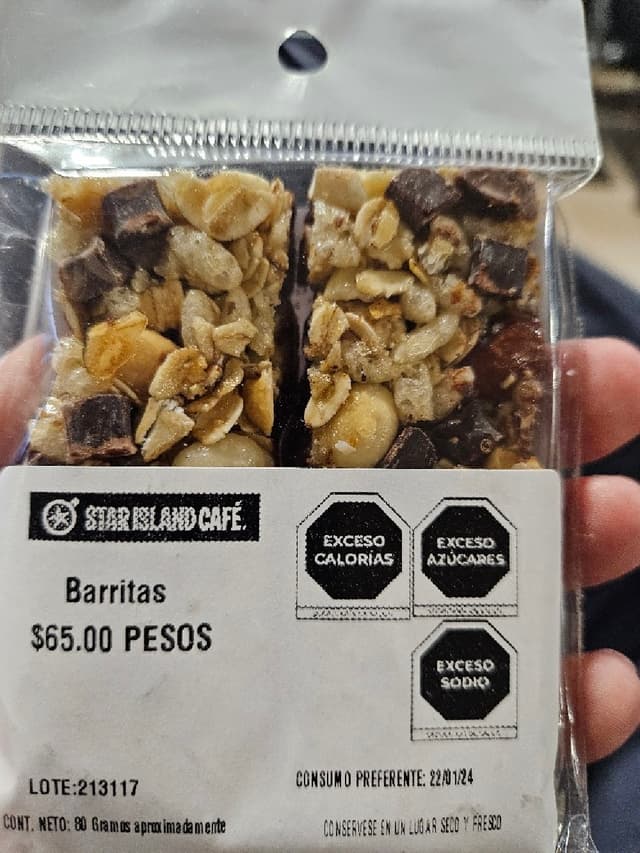 STAR ISLAND CAFÉ.
Barritas
$65.00 PESOS
EXCESO
CALORÍAS
EXCESO
AZÚCARES
EXCESO
SODIO
LOTE:213117
CONSUMO PREFERENTE: 22/01/24
CONT. NETO: 80 Gramos aproximadamente
CONSERVESE EN UN LUGAR SECO Y FRESCO